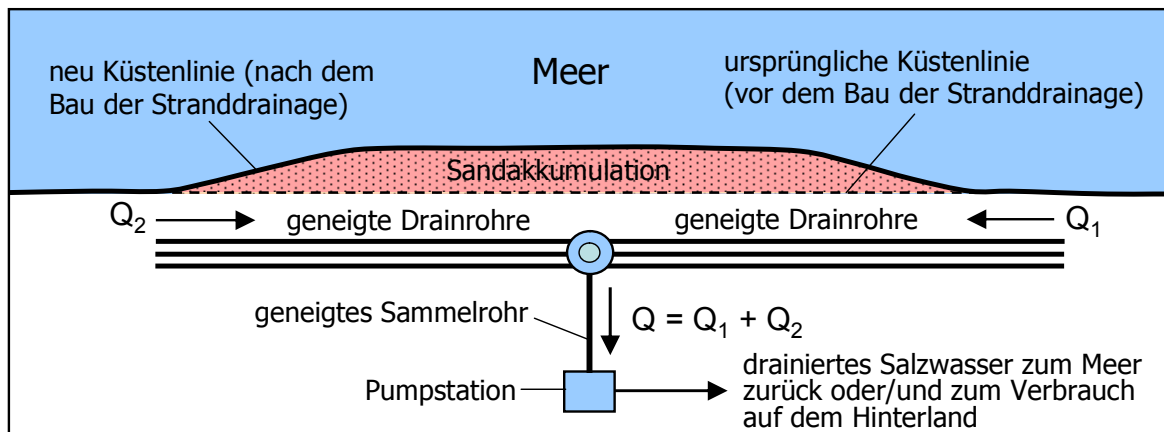 neu Küstenlinie (nach dem
Bau der Stranddrainage)
Meer
ursprüngliche Küstenlinie
(vor dem Bau der Stranddrainage)
Sandakkumulation
Q₂
geneigte Drainrohre
geneigte Drainrohre
Q₁
geneigtes Sammelrohr
Q = Q₁ + Q₂
Pumpstation
drainiertes Salzwasser zum Meer
zurück oder/und zum Verbrauch
auf dem Hinterland